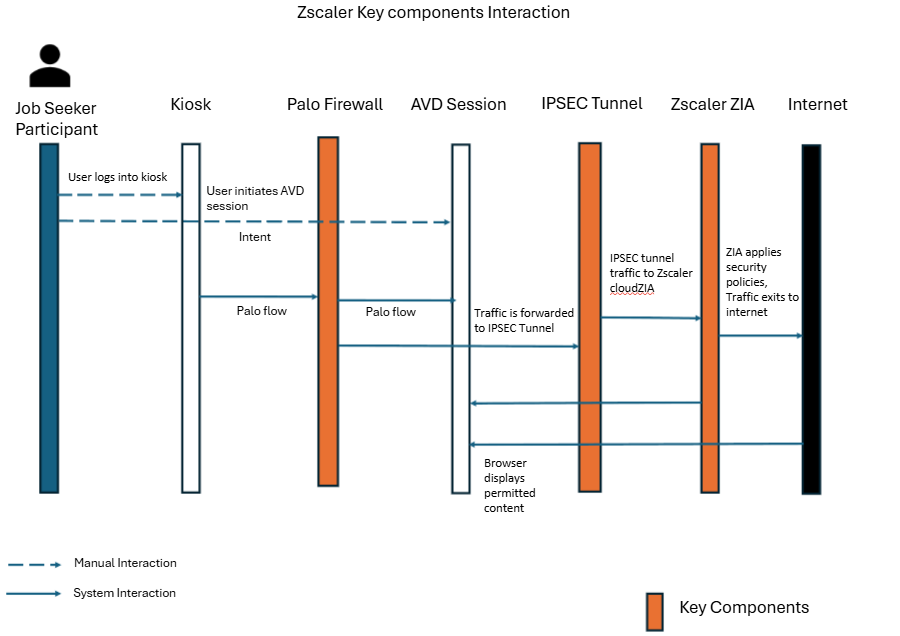 Zscaler Key components Interaction
Job Seeker
Participant
Kiosk
Palo Firewall
AVD Session
IPSEC Tunnel
Zscaler ZIA
Internet
User logs into kiosk
User initiates AVD
session
Intent
IPSEC tunnel
traffic to Zscaler
cloudZIA
ZIA applies
security
policies,
Traffic exits to
internet
Palo flow
Palo flow
Traffic is forwarded
to IPSEC Tunnel
Browser
displays
permitted
content
Manual Interaction
System Interaction
Key Components